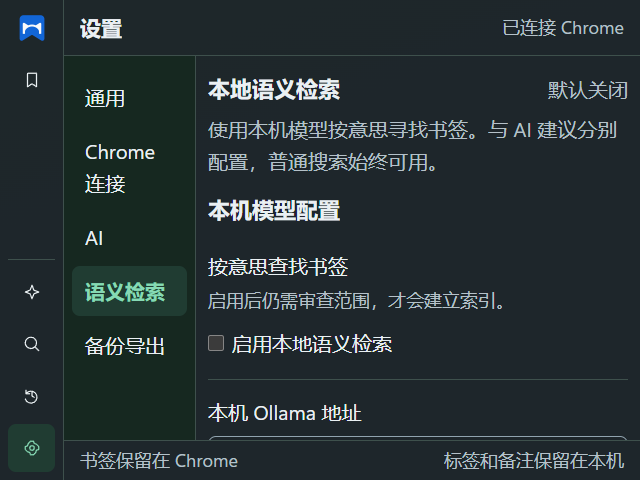 设置
已连接 Chrome
通用
Chrome
连接
AI
语义检索
备份导出
本地语义检索
默认关闭
使用本机模型按意思寻找书签。与 AI 建议分别
配置，普通搜索始终可用。
本机模型配置
按意思查找书签
启用后仍需审查范围，才会建立索引。
启用本地语义检索
本机 Ollama 地址
书签保留在 Chrome
标签和备注保留在本机